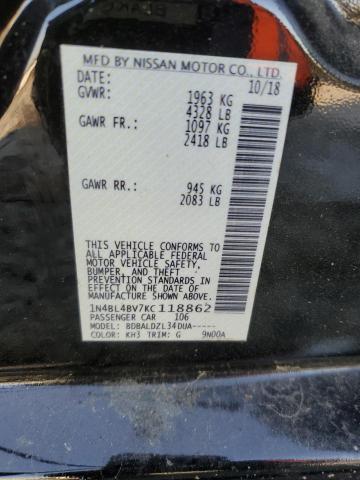 MFD BY NISSAN MOTOR CO., LTD.
DATE: 10/18
GVWR: 1963 KG
4328 LB
GAWR FR: 1097 KG
2418 LB
GAWR RR: 945 KG
2083 LB
THIS VEHICLE CONFORMS TO
ALL APPLICABLE FEDERAL
MOTOR VEHICLE SAFETY,
BUMPER, AND THEFT
PREVENTION STANDARDS
IN EFFECT ON THE DATE OF
MANUFACTURE SHOWN ABOVE.
1N4BL4BV7KC118862
PASSENGER CAR 106
MODEL: BDBALDZL34DUA-----
COLOR: KH3 TRIM: G 9N00A